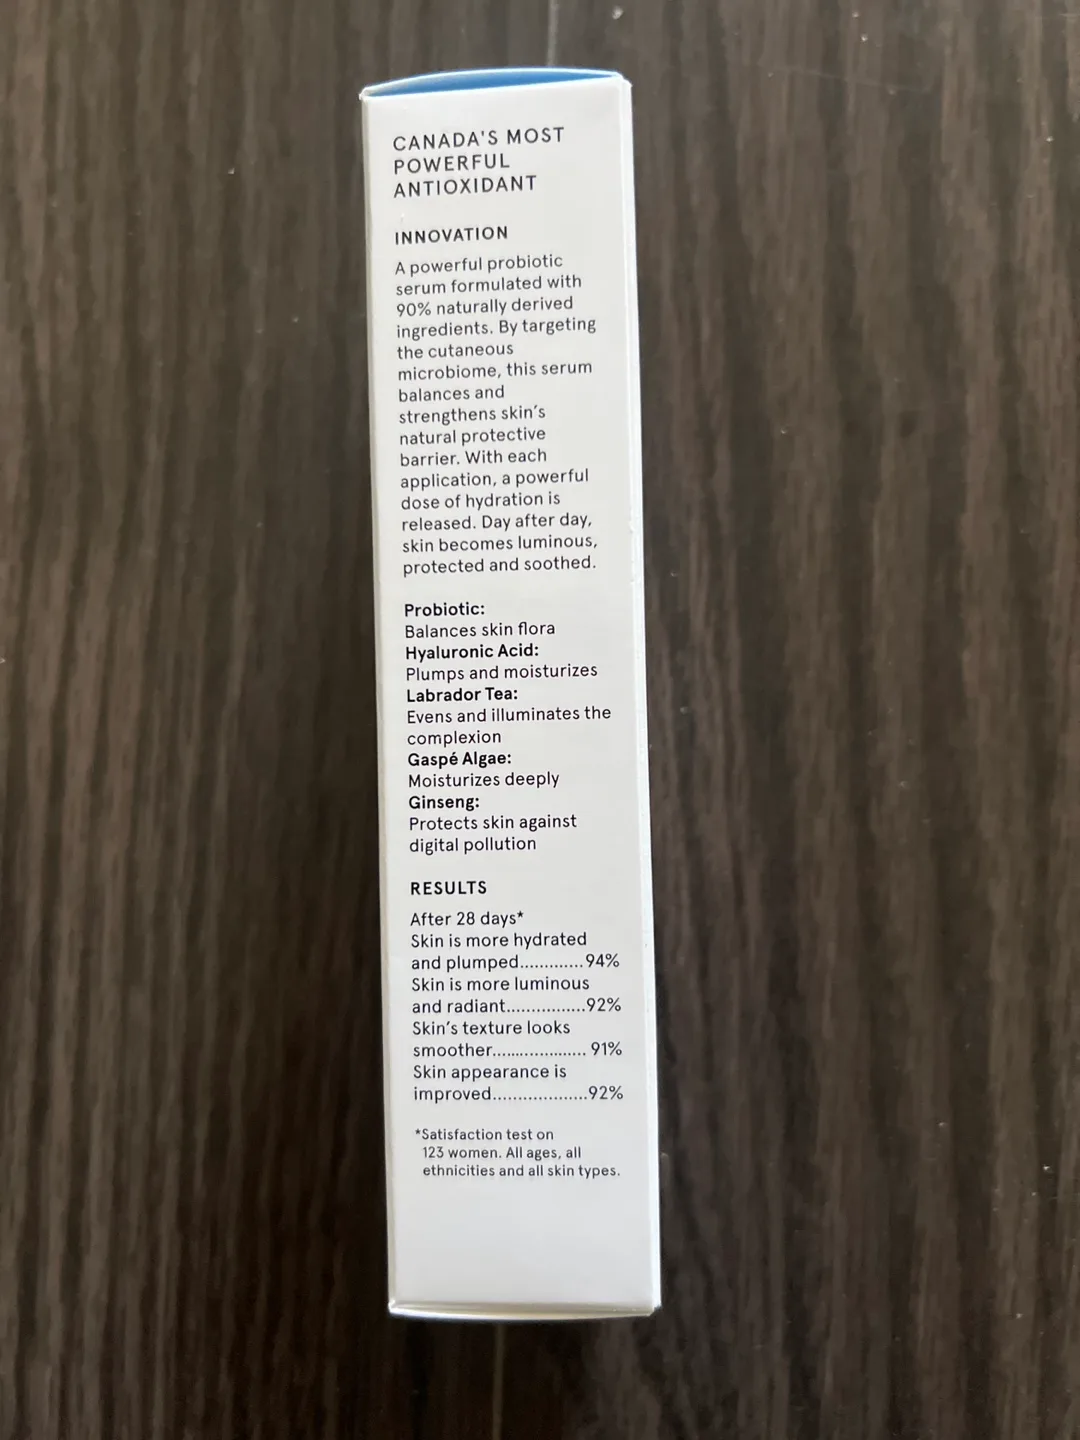 CANADA'S MOST
POWERFUL
ANTIOXIDANT
INNOVATION
A powerful probiotic
serum formulated with
90% naturally derived
ingredients. By targeting
the cutaneous
microbiome, this serum
balances and
strengthens skin's
natural protective
barrier. With each
application, a powerful
dose of hydration is
released. Day after day,
skin becomes luminous,
protected and soothed.
Probiotic:
Balances skin flora
Hyaluronic Acid:
Plumps and moisturizes
Labrador Tea:
Evens and illuminates the
complexion
Gaspé Algae:
Moisturizes deeply
Ginseng:
Protects skin against
digital pollution
RESULTS
After 28 days*
Skin is more hydrated
and plumped.............94%
Skin is more luminous
and radiant................92%
Skin's texture looks
smoother................... 91%
Skin appearance is
improved...................92%
*Satisfaction test on
123 women. All ages, all
ethnicities and all skin types.